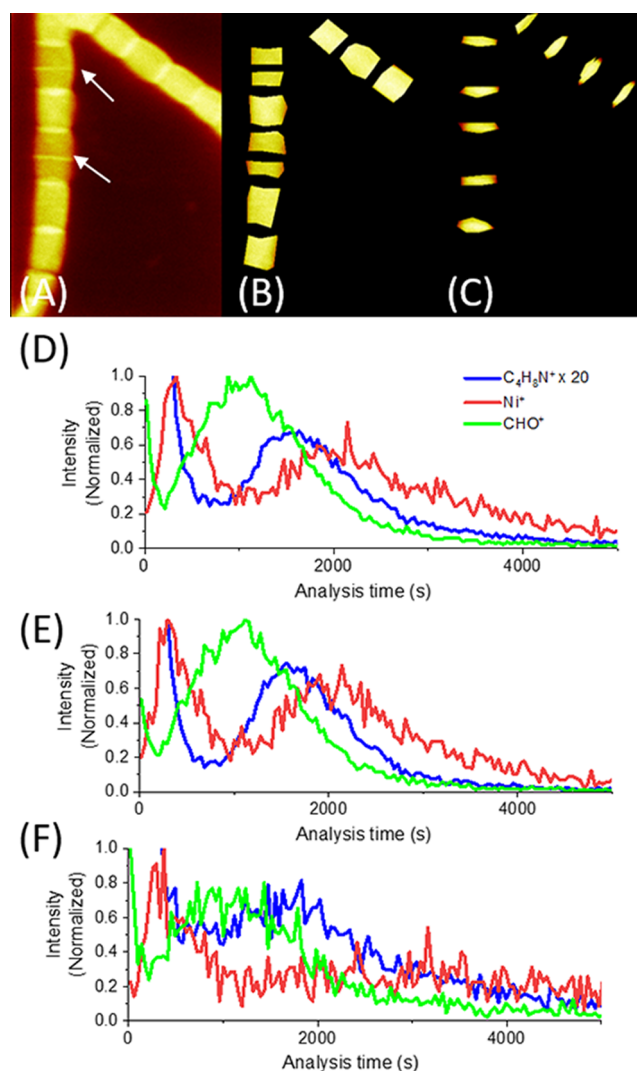 (A) (B) (C)
(D)
C₄H₈N⁺ x 20
Ni⁺
CHO⁺
Intensity
(Normalized)
1.0
0.8
0.6
0.4
0.2
0.0
0 2000 4000
Analysis time (s)
(E)
Intensity
(Normalized)
1.0
0.8
0.6
0.4
0.2
0.0
0 2000 4000
Analysis time (s)
(F)
Intensity
(Normalized)
1.0
0.8
0.6
0.4
0.2
0.0
0 2000 4000
Analysis time (s)